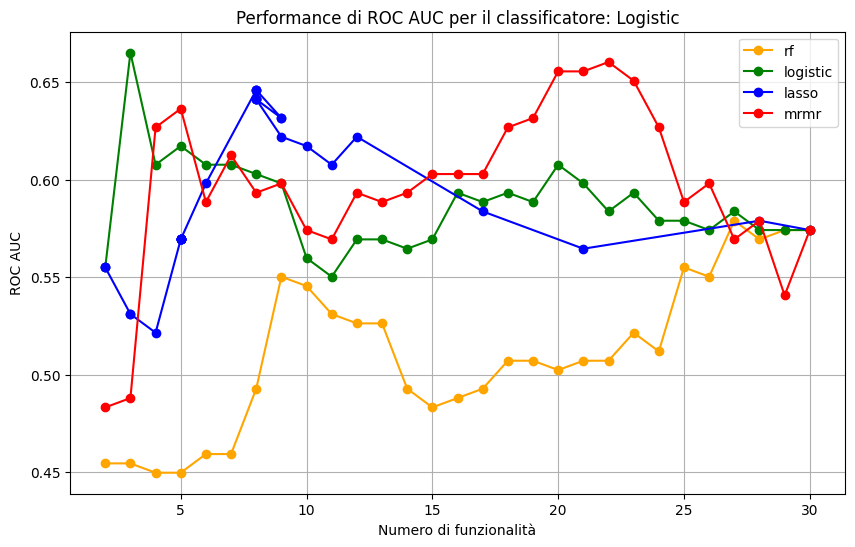 Performance di ROC AUC per il classificatore: Logistic
rf
logistic
lasso
mrmr
ROC AUC
0.65
0.60
0.55
0.50
0.45
5 10 15 20 25 30
Numero di funzionalità